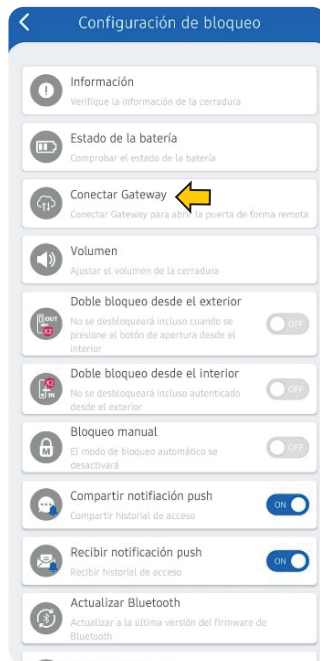 Configuración de bloqueo
Información
Verifique la información de la cerradura
Estado de la batería
Comprobar el estado de la batería
Conectar Gateway
Conectar Gateway para abrir la puerta de forma remota
Volumen
Ajustar el volumen de la cerradura
Doble bloqueo desde el exterior
OUT
X2
No se desbloqueará incluso cuando se
presione el botón de apertura desde el
interior
OFF
Doble bloqueo desde el interior
X2
IN
No se desbloqueará incluso autenticado
desde el exterior
OFF
Bloqueo manual
M
El modo de bloqueo automático se
desactivará
OFF
Compartir notifiación push
Compartir historial de acceso
ON
Recibir notificación push
Recibir historial de acceso
ON
Actualizar Bluetooth
Actualizar a la última versión del firmware de
Bluetooth